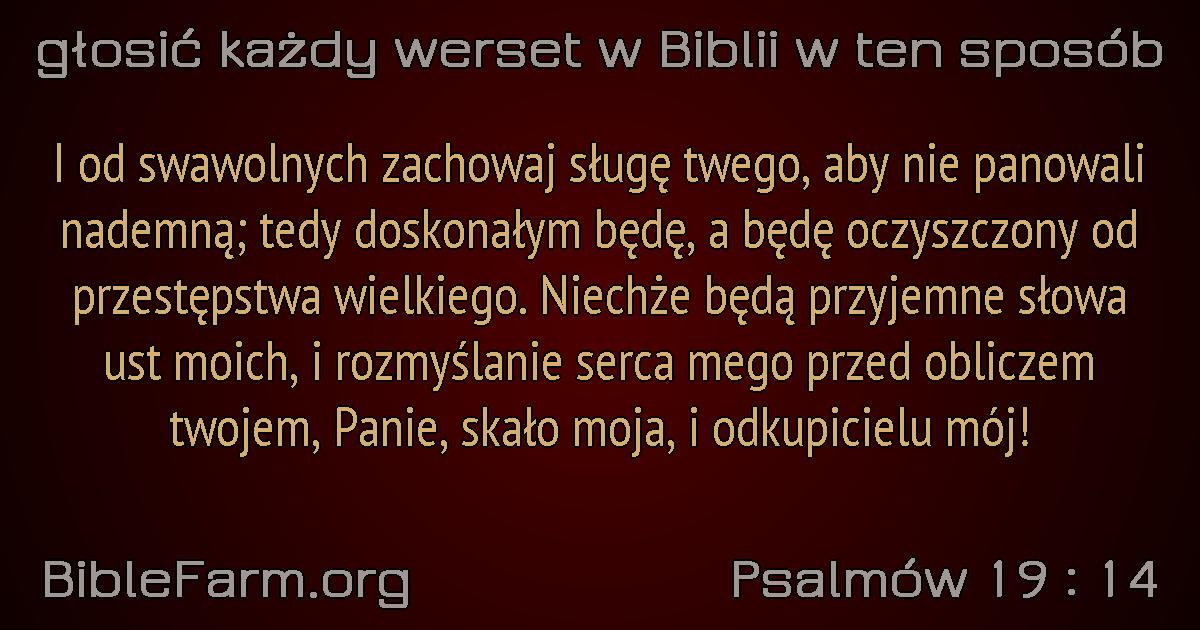 głosić każdy werset w Biblii w ten sposób
I od swawolnych zachowaj sługę twego, aby nie panowali
nademną; tedy doskonałym będę, a będę oczyszczony od
przestępstwa wielkiego. Niechże będą przyjemne słowa
ust moich, i rozmyślanie serca mego przed obliczem
twojem, Panie, skało moja, i odkupicielu mój!
BibleFarm.org
Psalmów 19 : 14